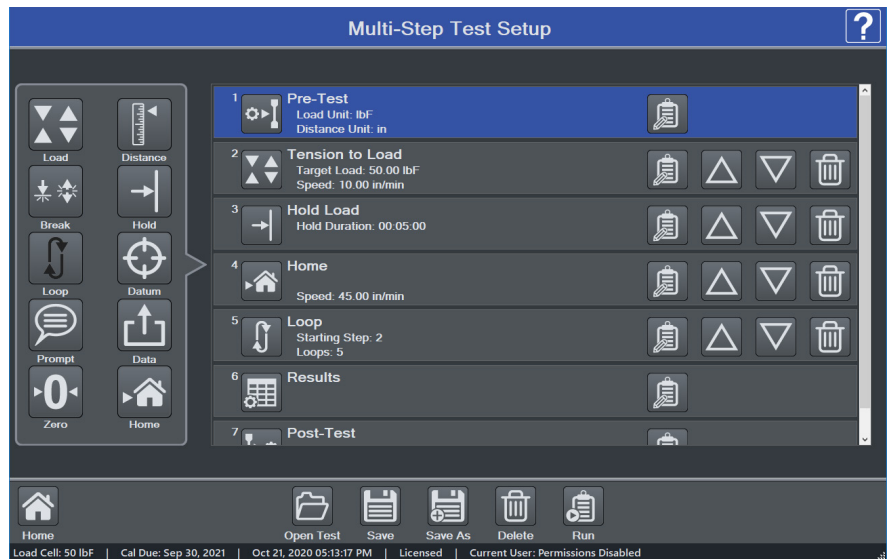 Multi-Step Test Setup
?
Load
Distance
Break
Hold
Loop
Datum
Prompt
Data
0
Zero
Home
1
Pre-Test
Load Unit: lbF
Distance Unit: in
2
Tension to Load
Target Load: 50.00 lbF
Speed: 10.00 in/min
3
Hold Load
Hold Duration: 00:05:00
4
Home
Speed: 45.00 in/min
5
Loop
Starting Step: 2
Loops: 5
6
Results
7
Post-Test
Home
Open Test
Save
Save As
Delete
Run
Load Cell: 50 lbF | Cal Due: Sep 30, 2021 | Oct 21, 2020 05:13:17 PM | Licensed | Current User: Permissions Disabled